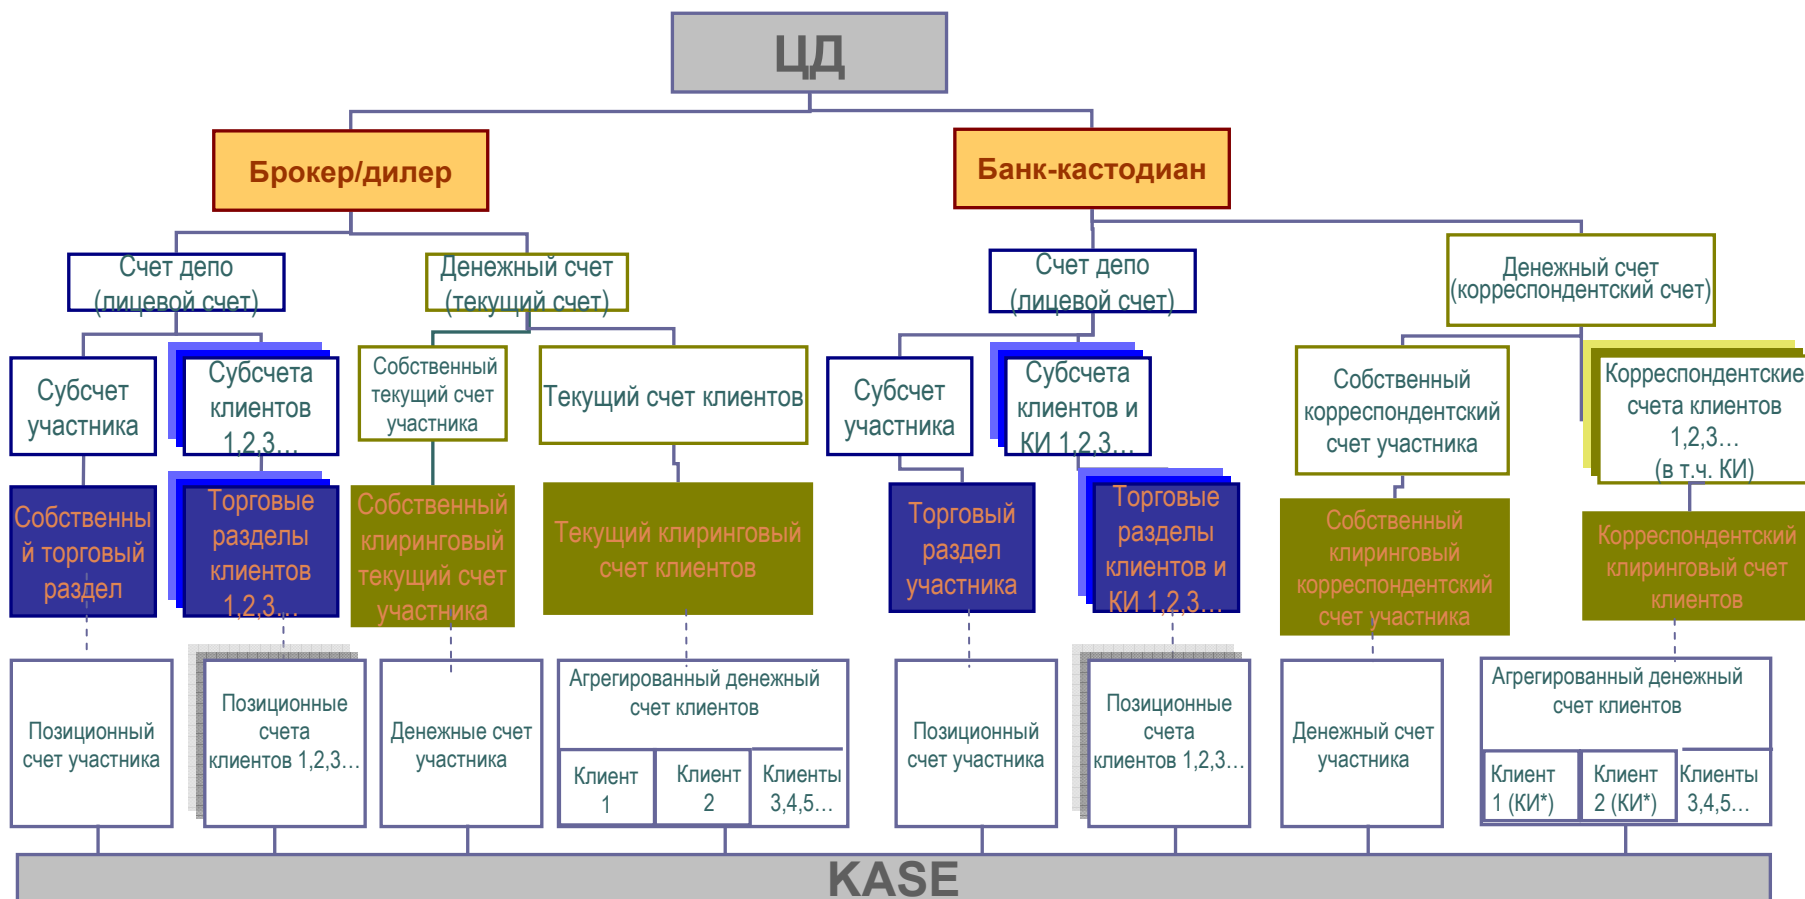 ЦД
Брокер/дилер
Банк-кастодиан
Счет депо
(лицевой счет)
Денежный счет
(текущий счет)
Счет депо
(лицевой счет)
Денежный счет
(корреспондентский счет)
Субсчет
участника
Субсчета
клиентов
1,2,3…
Собственный
текущий счет
участника
Текущий счет клиентов
Субсчет
участника
Субсчета
клиентов и
КИ 1,2,3…
Собственный
корреспондентский
счет участника
Корреспондентские
счета клиентов
1,2,3…
(в т.ч. КИ)
Собственны
й торговый
раздел
Торговые
разделы
клиентов
1,2,3…
Собственный
клиринговый
текущий счет
участника
Текущий клиринговый
счет клиентов
Торговый
раздел
участника
Торговые
разделы
клиентов и
КИ 1,2,3…
Собственный
клиринговый
корреспондентский
счет участника
Корреспондентский
клиринговый счет
клиентов
Позиционный
счет участника
Позиционные
счета
клиентов 1,2,3…
Денежные счет
участника
Агрегированный денежный
счет клиентов
Клиент
1
Клиент
2
Клиенты
3,4,5…
Позиционный
счет участника
Позиционные
счета
клиентов 1,2,3…
Денежный счет
участника
Агрегированный денежный
счет клиентов
Клиент
1 (КИ*)
Клиент
2 (КИ*)
Клиенты
3,4,5…
KASE